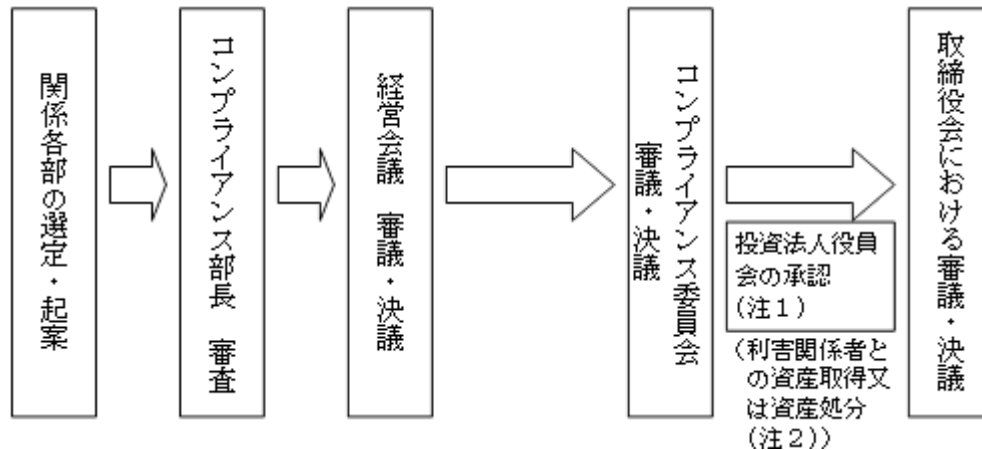 関係各部の選定・起案
コンプライアンス部長　審査
経営会議　審議・決議
コンプライアンス委員会
審議・決議
投資法人役員
会の承認
(注１)
(利害関係者と
の資産取得又
は資産処分
(注２))
取締役会における審議・決議